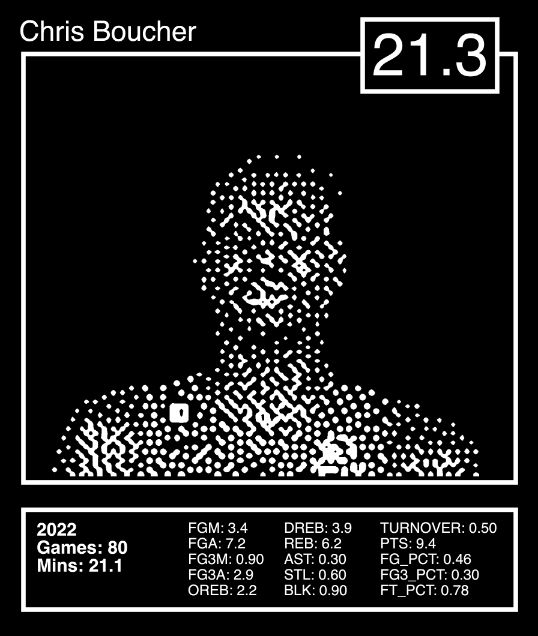 Chris Boucher
21.3
2022
Games: 80
Mins: 21.1
FGM: 3.4
FGA: 7.2
FG3M: 0.90
FG3A: 2.9
OREB: 2.2
DREB: 3.9
REB: 6.2
AST: 0.30
STL: 0.60
BLK: 0.90
TURNOVER: 0.50
PTS: 9.4
FG_PCT: 0.46
FG3_PCT: 0.30
FT_PCT: 0.78